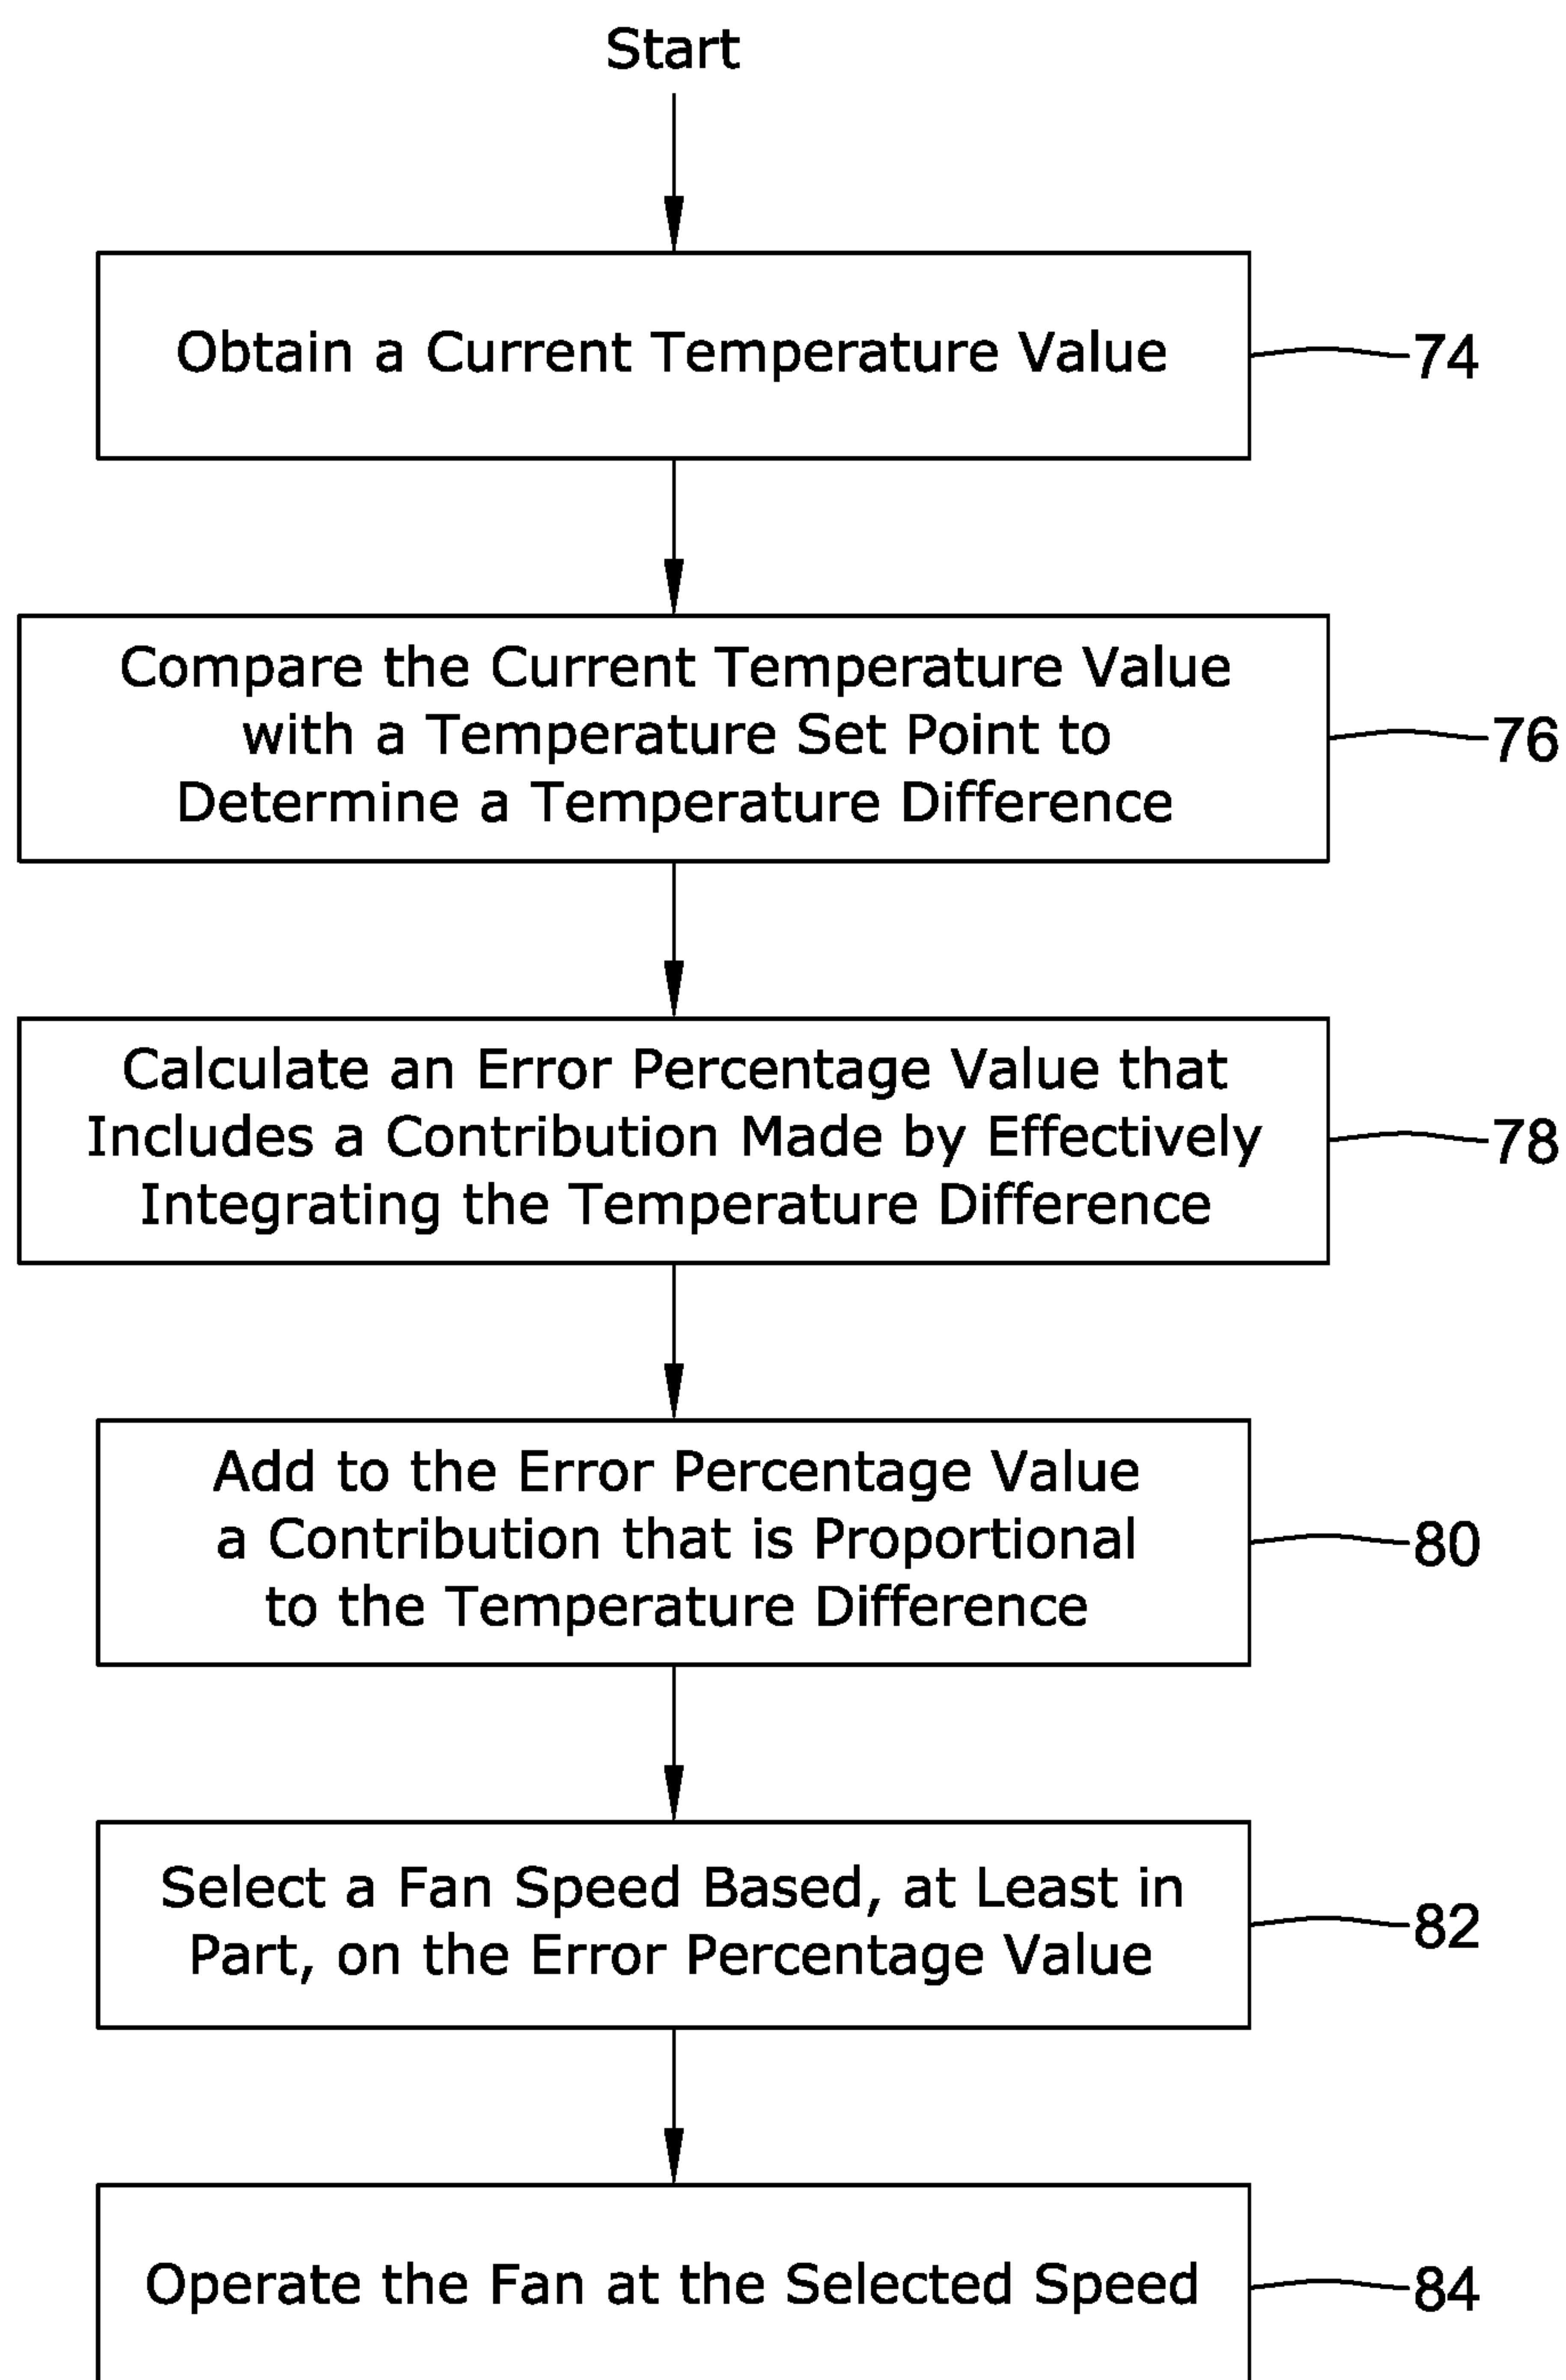 Start
Obtain a Current Temperature Value
74
Compare the Current Temperature Value
with a Temperature Set Point to
Determine a Temperature Difference
76
Calculate an Error Percentage Value that
Includes a Contribution Made by Effectively
Integrating the Temperature Difference
78
Add to the Error Percentage Value
a Contribution that is Proportional
to the Temperature Difference
80
Select a Fan Speed Based, at Least in
Part, on the Error Percentage Value
82
Operate the Fan at the Selected Speed
84